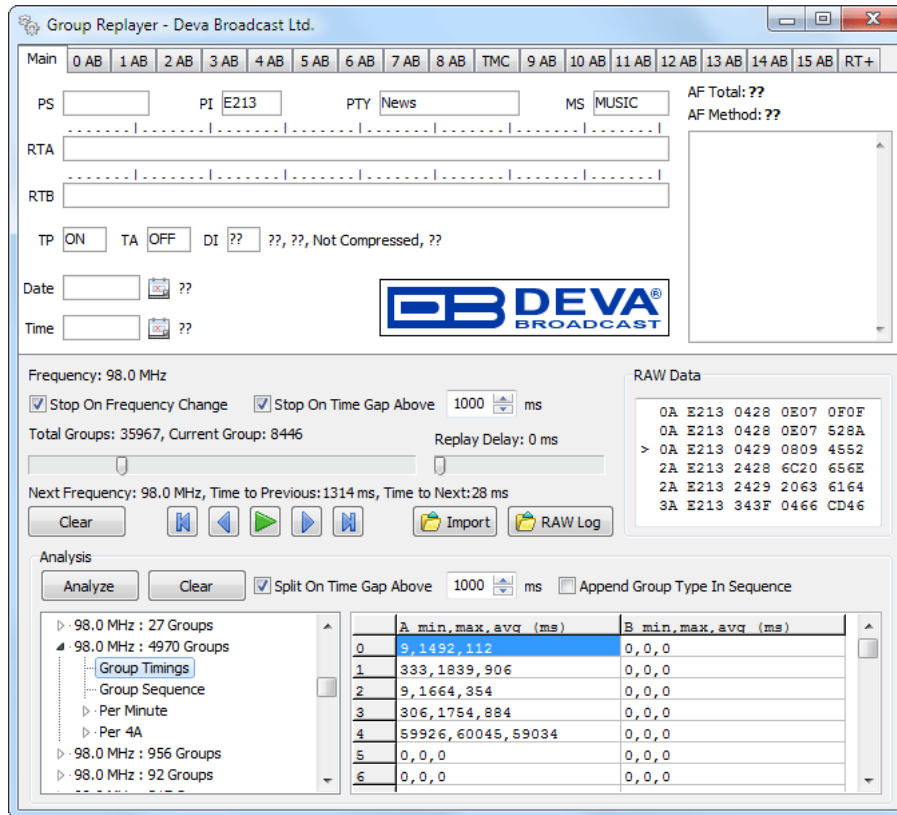 Group Replayer - Deva Broadcast Ltd.
Main 0 AB 1 AB 2 AB 3 AB 4 AB 5 AB 6 AB 7 AB 8 AB TMC 9 AB 10 AB 11 AB 12 AB 13 AB 14 AB 15 AB RT+
PS PI E213 PTY News MS MUSIC
AF Total: ??
AF Method: ??
RTA
RTB
TP ON TA OFF DI ?? ??, ??, Not Compressed, ??
Date ??
Time ??
DEVA®
BROADCAST
Frequency: 98.0 MHz
Stop On Frequency Change Stop On Time Gap Above 1000 ms
Total Groups: 35967, Current Group: 8446 Replay Delay: 0 ms
Next Frequency: 98.0 MHz, Time to Previous:1314 ms, Time to Next:28 ms
Clear Import RAW Log
RAW Data
0A E213 0428 0E07 0F0F
0A E213 0428 0E07 528A
> 0A E213 0429 0809 4552
2A E213 2428 6C20 656E
2A E213 2429 2063 6164
3A E213 343F 0466 CD46
Analysis
Analyze Clear Split On Time Gap Above 1000 ms Append Group Type In Sequence
98.0 MHz : 27 Groups
98.0 MHz : 4970 Groups
Group Timings
Group Sequence
Per Minute
Per 4A
98.0 MHz : 956 Groups
98.0 MHz : 92 Groups
A min,max,avg (ms) B min,max,avg (ms)
0 9,1492,112 0,0,0
1 333,1839,906 0,0,0
2 9,1664,354 0,0,0
3 306,1754,884 0,0,0
4 59926,60045,59034 0,0,0
5 0,0,0 0,0,0
6 0,0,0 0,0,0